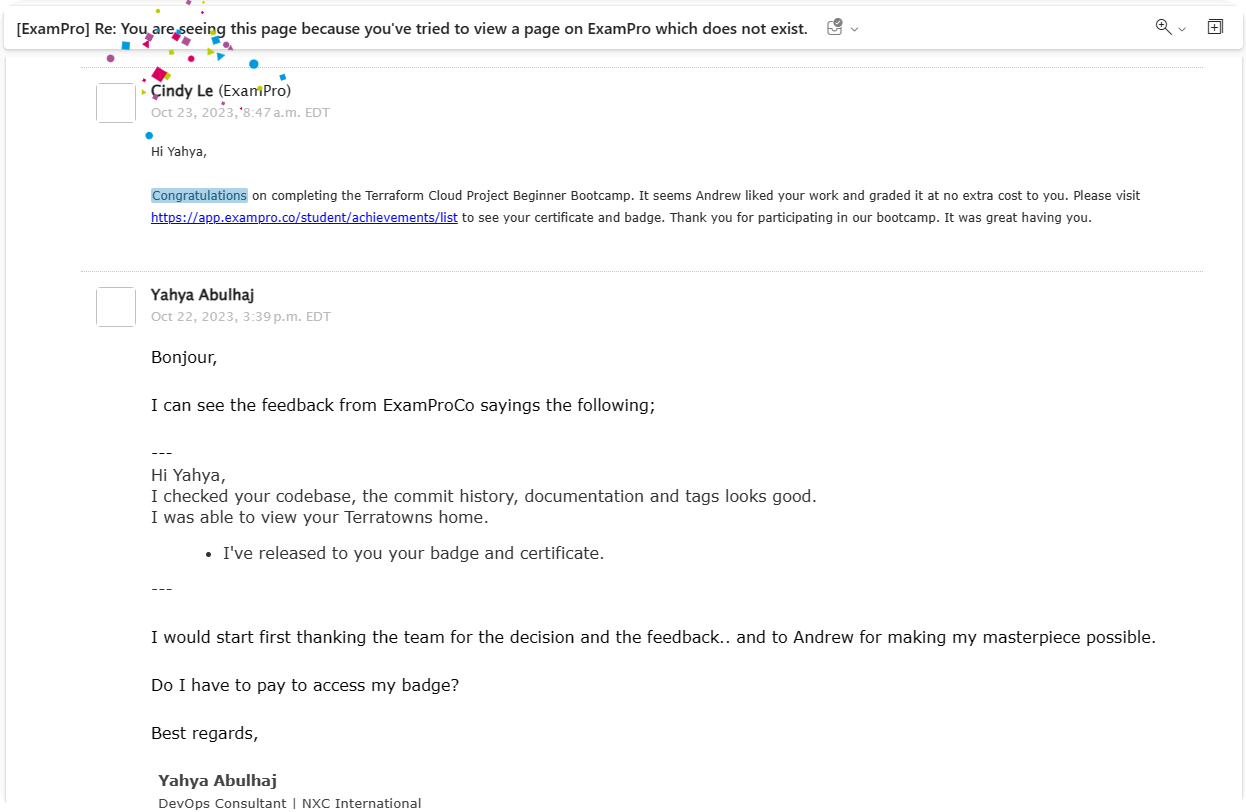 [ExamPro] Re: You are seeing this page because you've tried to view a page on ExamPro which does not exist.
Cindy Le (ExamPro)
Oct 23, 2023, 8:47 a.m. EDT
Hi Yahya,
Congratulations on completing the Terraform Cloud Project Beginner Bootcamp. It seems Andrew liked your work and graded it at no extra cost to you. Please visit
https://app.exampro.co/student/achievements/list to see your certificate and badge. Thank you for participating in our bootcamp. It was great having you.
Yahya Abulhaj
Oct 22, 2023, 3:39 p.m. EDT
Bonjour,
I can see the feedback from ExamProCo sayings the following;
---
Hi Yahya,
I checked your codebase, the commit history, documentation and tags looks good.
I was able to view your Terratowns home.
• I've released to you your badge and certificate.
---
I would start first thanking the team for the decision and the feedback.. and to Andrew for making my masterpiece possible.
Do I have to pay to access my badge?
Best regards,
Yahya Abulhaj
DevOps Consultant | NXC International